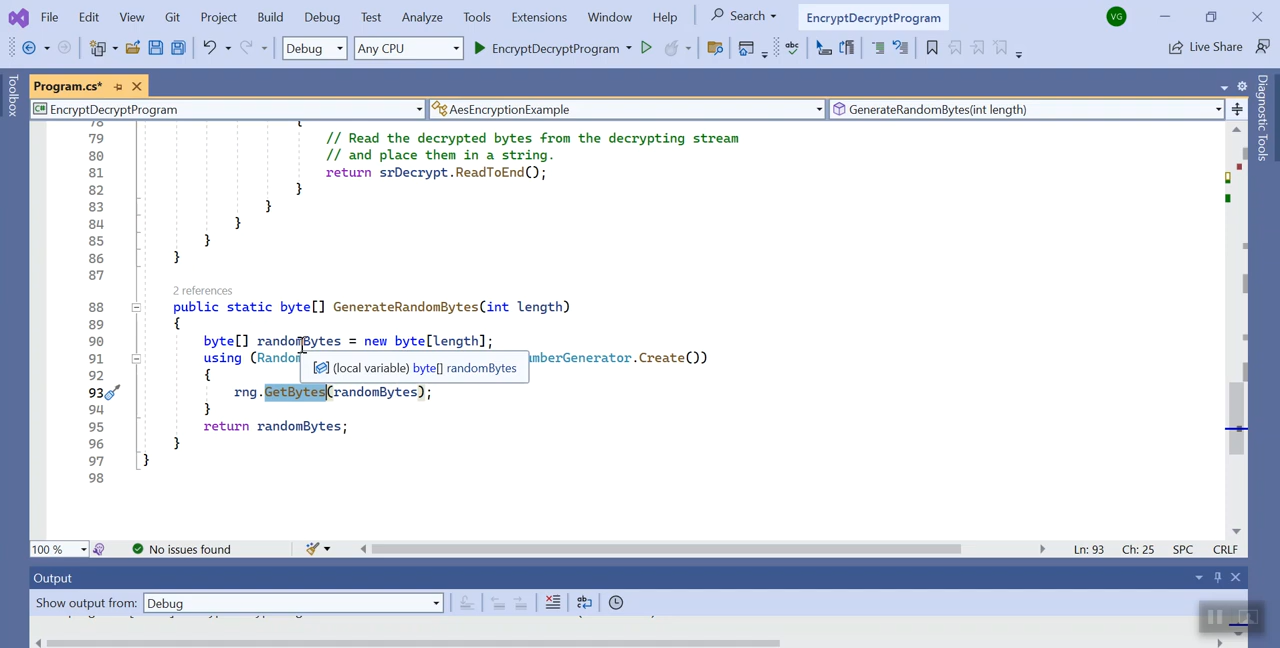 File Edit View Git Project Build Debug Test Analyze Tools Extensions Window Help Search EncryptDecryptProgram VG
Debug Any CPU EncryptDecryptProgram Live Share
Program.cs*
EncryptDecryptProgram AesEncryptionExample GenerateRandomBytes(int length)
Toolbox
Diagnostic Tools
78 {
79 // Read the decrypted bytes from the decrypting stream
80 // and place them in a string.
81 return srDecrypt.ReadToEnd();
82 }
83 }
84 }
85 }
86 }
87
2 references
88 public static byte[] GenerateRandomBytes(int length)
89 {
90 byte[] randomBytes = new byte[length];
91 using (Random mberGenerator.Create())
(local variable) byte[] randomBytes
92 {
93 rng.GetBytes(randomBytes);
94 }
95 return randomBytes;
96 }
97 }
98
100 % No issues found Ln: 93 Ch: 25 SPC CRLF
Output
Show output from: Debug